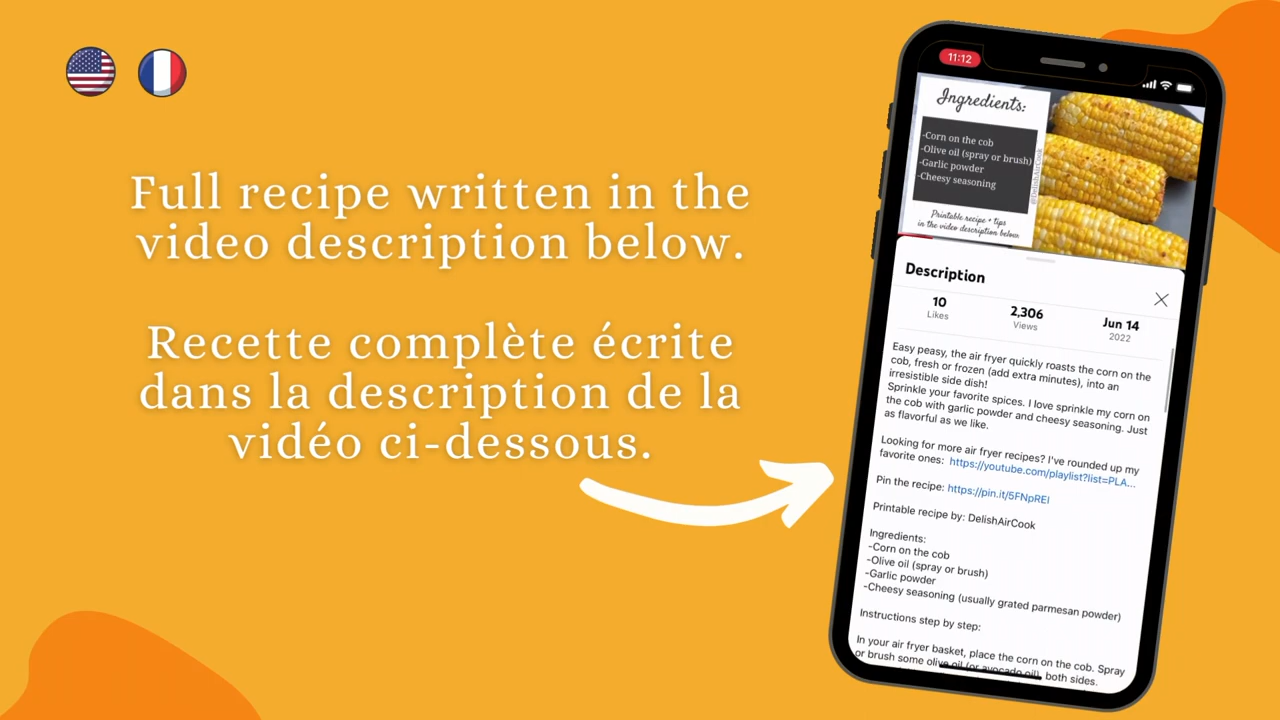 Full recipe written in the
video description below.
Recette complète écrite
dans la description de la
vidéo ci-dessous.
11:12
Ingredients:
-Corn on the cob
-Olive oil (spray or brush)
-Garlic powder
-Cheesy seasoning
Printable recipe + tips
in the video description below
@DelishAirCook
Description
10
Likes
2,306
Views
Jun 14
2022
Easy peasy, the air fryer quickly roasts the corn on the
cob, fresh or frozen (add extra minutes), into an
irresistible side dish!
Sprinkle your favorite spices. I love sprinkle my corn on
the cob with garlic powder and cheesy seasoning. Just
as flavorful as we like.
Looking for more air fryer recipes? I've rounded up my
favorite ones: https://youtube.com/playlist?list=PLA...
Pin the recipe: https://pin.it/5FNpREI
Printable recipe by: DelishAirCook
Ingredients:
-Corn on the cob
-Olive oil (spray or brush)
-Garlic powder
-Cheesy seasoning (usually grated parmesan powder)
Instructions step by step:
In your air fryer basket, place the corn on the cob. Spray
or brush some olive oil (or avocado oil), both sides.